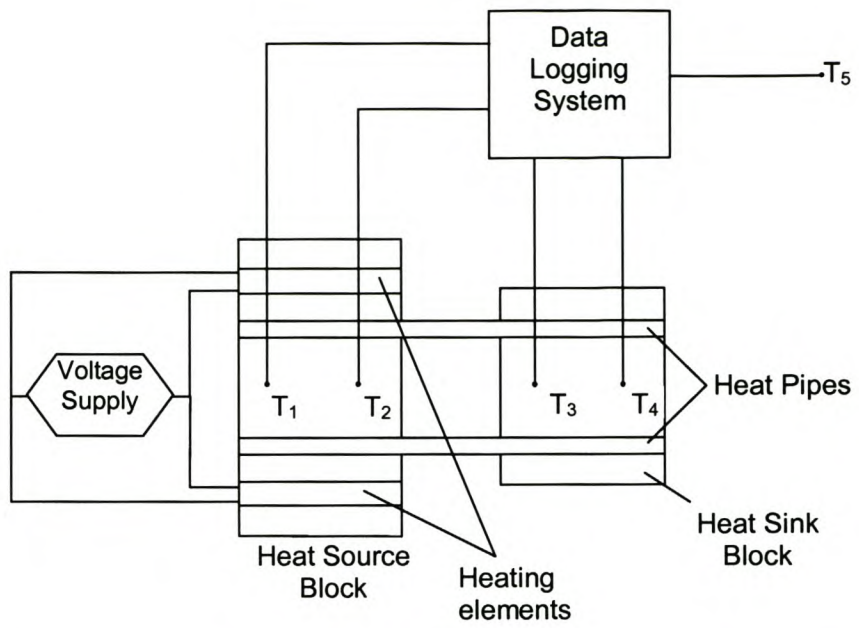 Data
Logging
System
T₅
Voltage
Supply
T₁
T₂
T₃
T₄
Heat Pipes
Heat Source
Block
Heating
elements
Heat Sink
Block